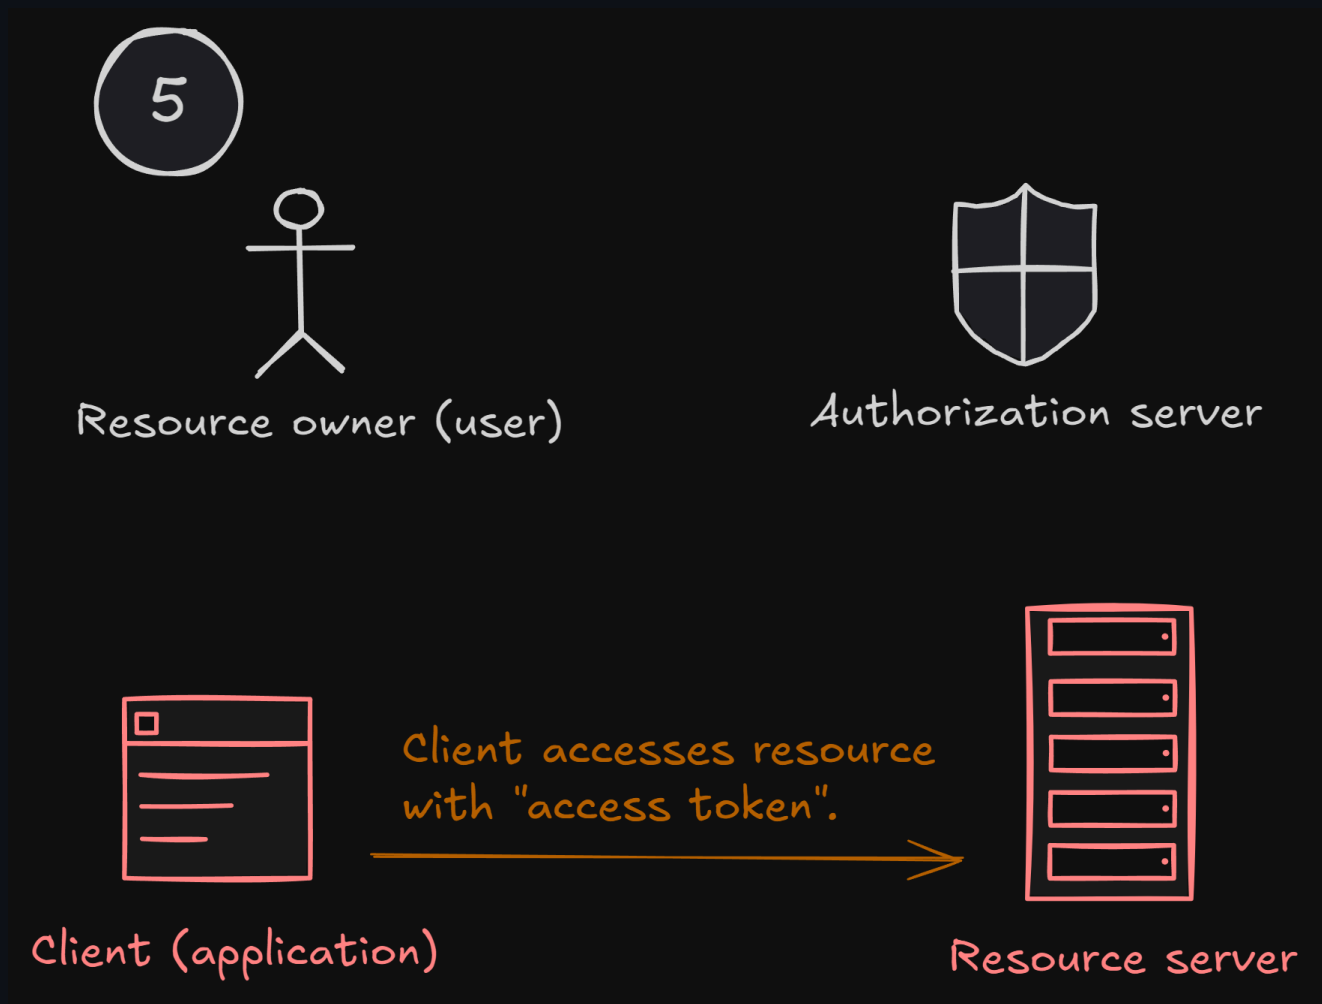 5
Resource owner (user)
Authorization server
Client accesses resource
with "access token".
Client (application)
Resource server